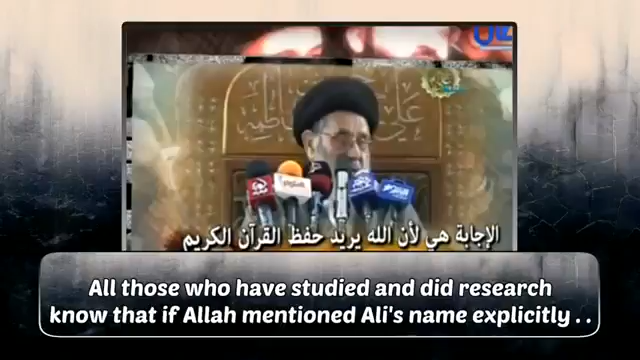 الإجابة هي لأن الله يريد حفظ القرآن الكريم
All those who have studied and did research
know that if Allah mentioned Ali's name explicitly . .